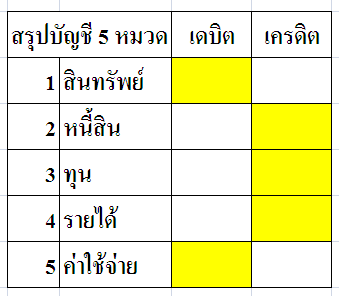 สรุปบัญชี 5 หมวด เดบิต เครดิต
1 สินทรัพย์
2 หนี้สิน
3 ทุน
4 รายได้
5 ค่าใช้จ่าย